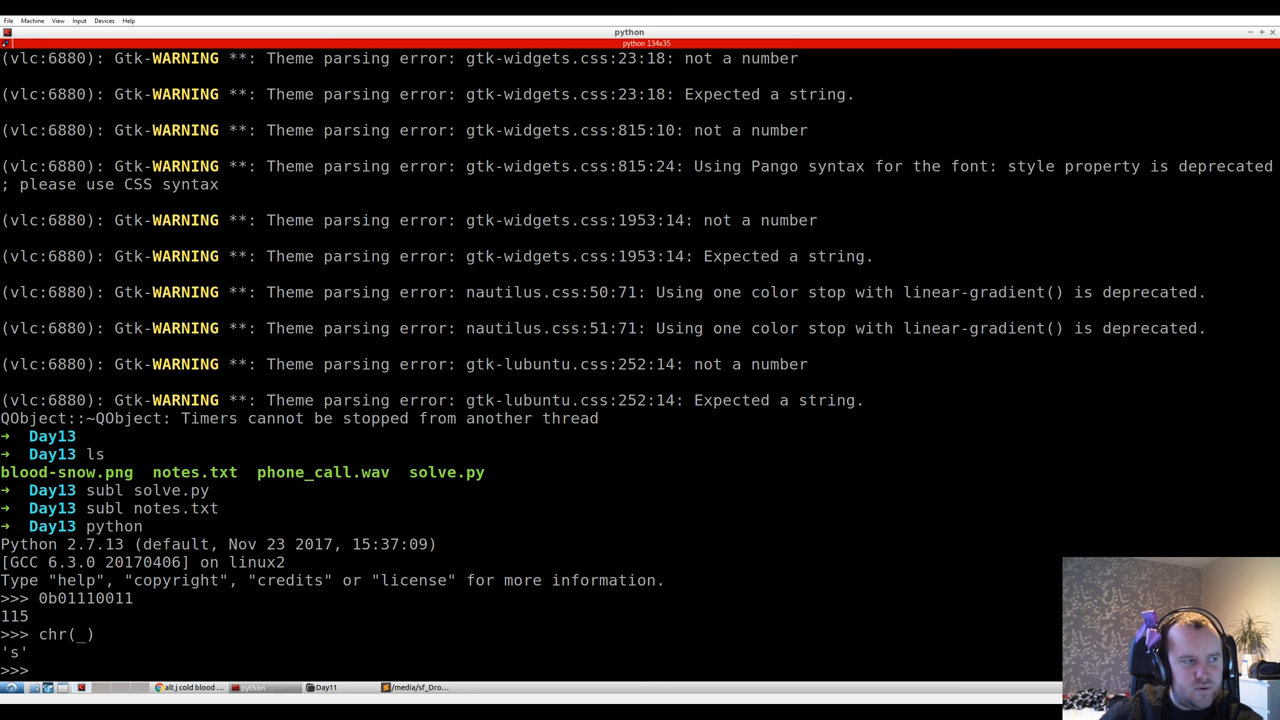 File Machine View Input Devices Help
python
python 134x35
(vlc:6880): Gtk-WARNING **: Theme parsing error: gtk-widgets.css:23:18: not a number
(vlc:6880): Gtk-WARNING **: Theme parsing error: gtk-widgets.css:23:18: Expected a string.
(vlc:6880): Gtk-WARNING **: Theme parsing error: gtk-widgets.css:815:10: not a number
(vlc:6880): Gtk-WARNING **: Theme parsing error: gtk-widgets.css:815:24: Using Pango syntax for the font: style property is deprecated
; please use CSS syntax
(vlc:6880): Gtk-WARNING **: Theme parsing error: gtk-widgets.css:1953:14: not a number
(vlc:6880): Gtk-WARNING **: Theme parsing error: gtk-widgets.css:1953:14: Expected a string.
(vlc:6880): Gtk-WARNING **: Theme parsing error: nautilus.css:50:71: Using one color stop with linear-gradient() is deprecated.
(vlc:6880): Gtk-WARNING **: Theme parsing error: nautilus.css:51:71: Using one color stop with linear-gradient() is deprecated.
(vlc:6880): Gtk-WARNING **: Theme parsing error: gtk-lubuntu.css:252:14: not a number
(vlc:6880): Gtk-WARNING **: Theme parsing error: gtk-lubuntu.css:252:14: Expected a string.
QObject::~QObject: Timers cannot be stopped from another thread
➜ Day13
➜ Day13 ls
blood-snow.png notes.txt phone_call.wav solve.py
➜ Day13 subl solve.py
➜ Day13 subl notes.txt
➜ Day13 python
Python 2.7.13 (default, Nov 23 2017, 15:37:09)
[GCC 6.3.0 20170406] on linux2
Type "help", "copyright", "credits" or "license" for more information.
>>> 0b01110011
115
>>> chr(_)
's'
>>>
alt j cold blood ... python Day11 /media/sf_Dro...